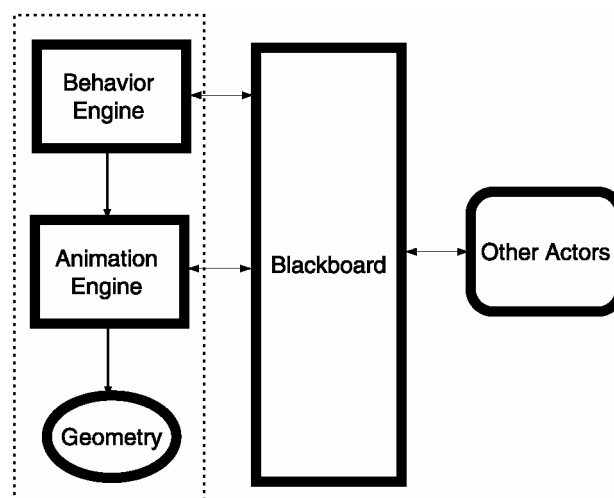 Behavior
Engine
Animation
Engine
Geometry
Blackboard
Other Actors